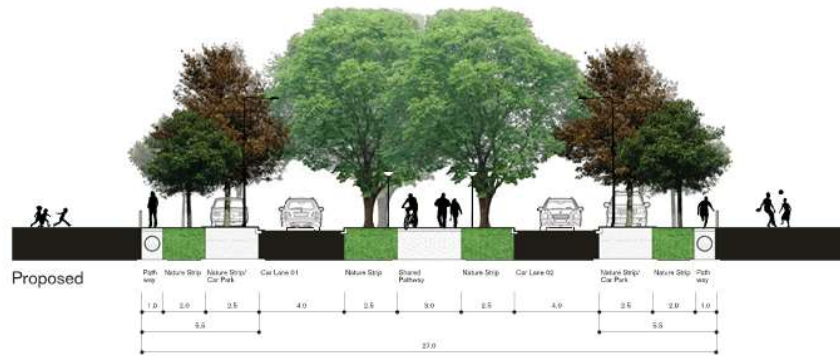 Proposed
Path way
Nature Strip
Nature Strip/ Car Park
Car Lane 01
Nature Strip
Shared Pathway
Nature Strip
Car Lane 02
Nature Strip/ Car Park
Nature Strip
Path way
1.0 2.0 2.5 4.0 2.5 3.0 2.5 4.0 2.5 2.0 1.0
5.5 5.5
27.0